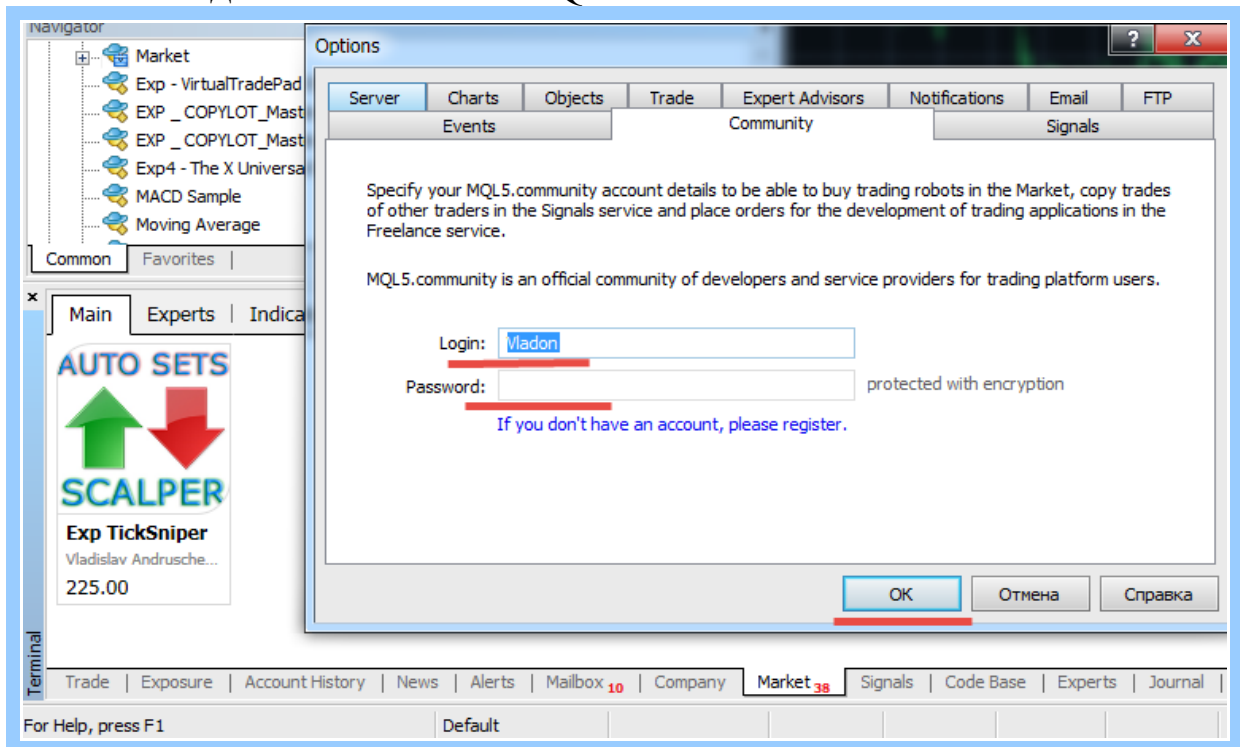 Navigator
Market
Exp - VirtualTradePad
EXP _ COPYLOT_Mast
EXP _ COPYLOT_Mast
Exp4 - The X Universa
MACD Sample
Moving Average
Common Favorites |
Options
? X
Server Charts Objects Trade Expert Advisors Notifications Email FTP
Events Community Signals
Specify your MQL5.community account details to be able to buy trading robots in the Market, copy trades
of other traders in the Signals service and place orders for the development of trading applications in the
Freelance service.
MQL5.community is an official community of developers and service providers for trading platform users.
Login: Vladon
Password: protected with encryption
If you don't have an account, please register.
OK Отмена Справка
x
Main Experts | Indica
AUTO SETS
SCALPER
Exp TickSniper
Vladislav Andrusche...
225.00
Terminal
Trade | Exposure | Account History | News | Alerts | Mailbox 10 | Company Market 38 Signals | Code Base | Experts | Journal |
For Help, press F1 Default